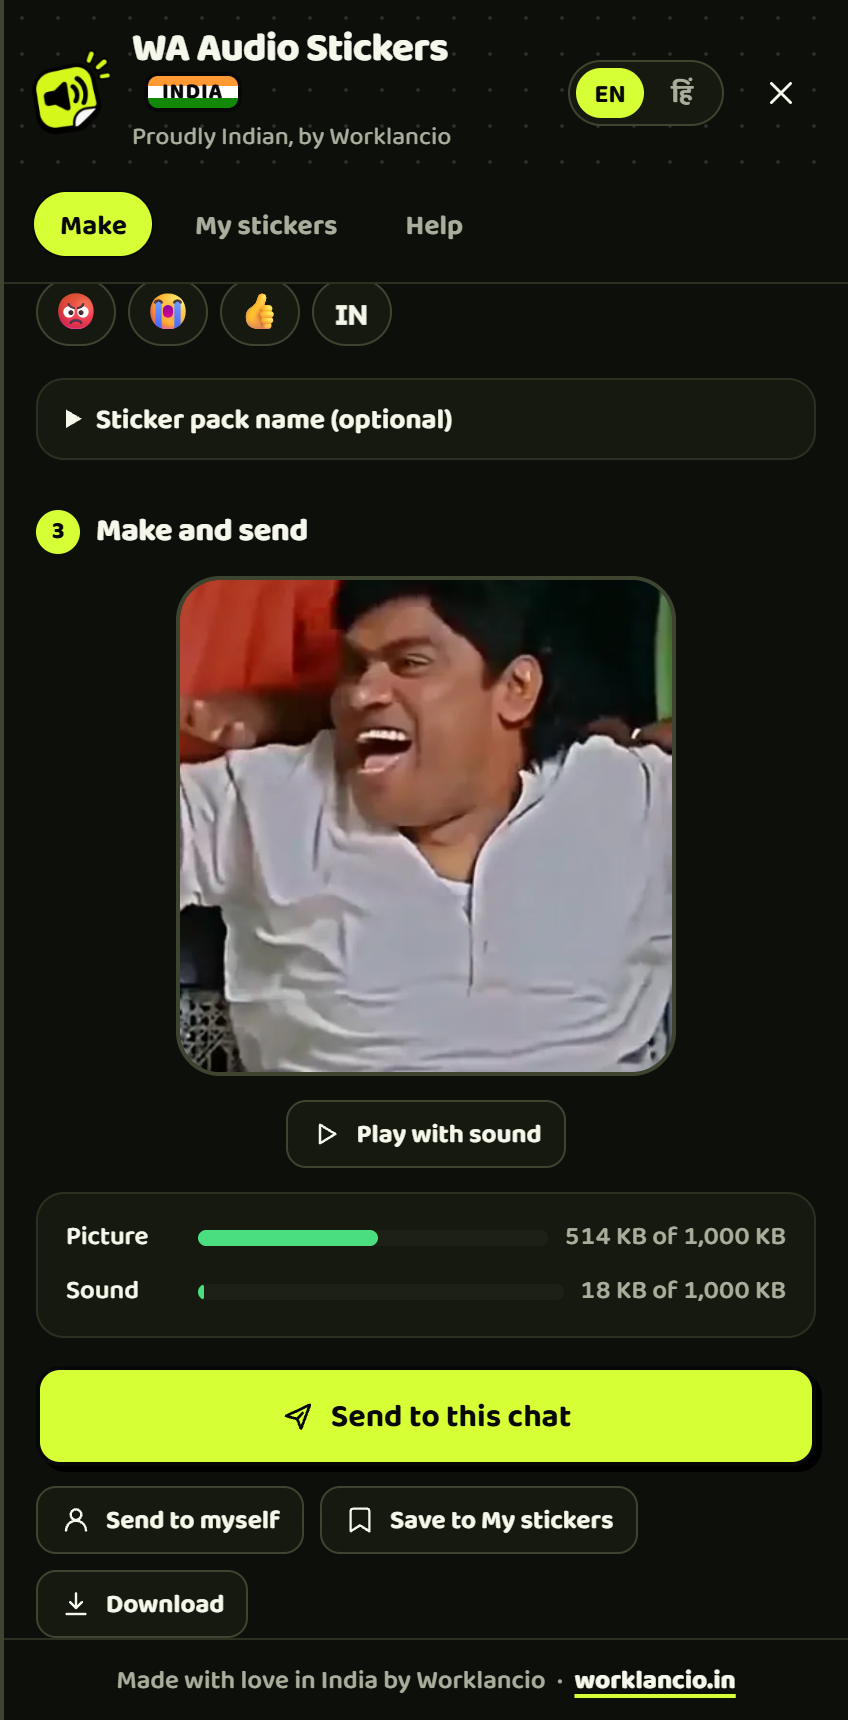 WA Audio Stickers
INDIA
Proudly Indian, by Worklancio
EN हिं
Make My stickers Help
IN
Sticker pack name (optional)
3 Make and send
Play with sound
Picture 514 KB of 1,000 KB
Sound 18 KB of 1,000 KB
Send to this chat
Send to myself Save to My stickers
Download
Made with love in India by Worklancio · worklancio.in